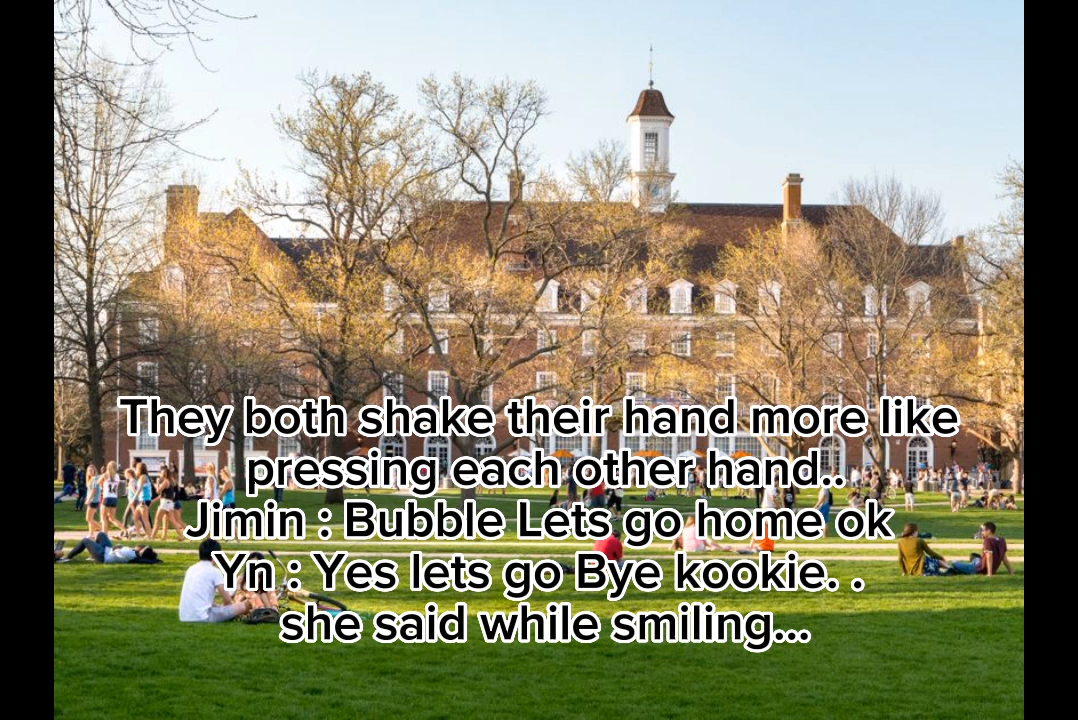 They both shake their hand more like
pressing each other hand..
Jimin : Bubble Lets go home ok
Yn : Yes lets go Bye kookie. .
she said while smiling...